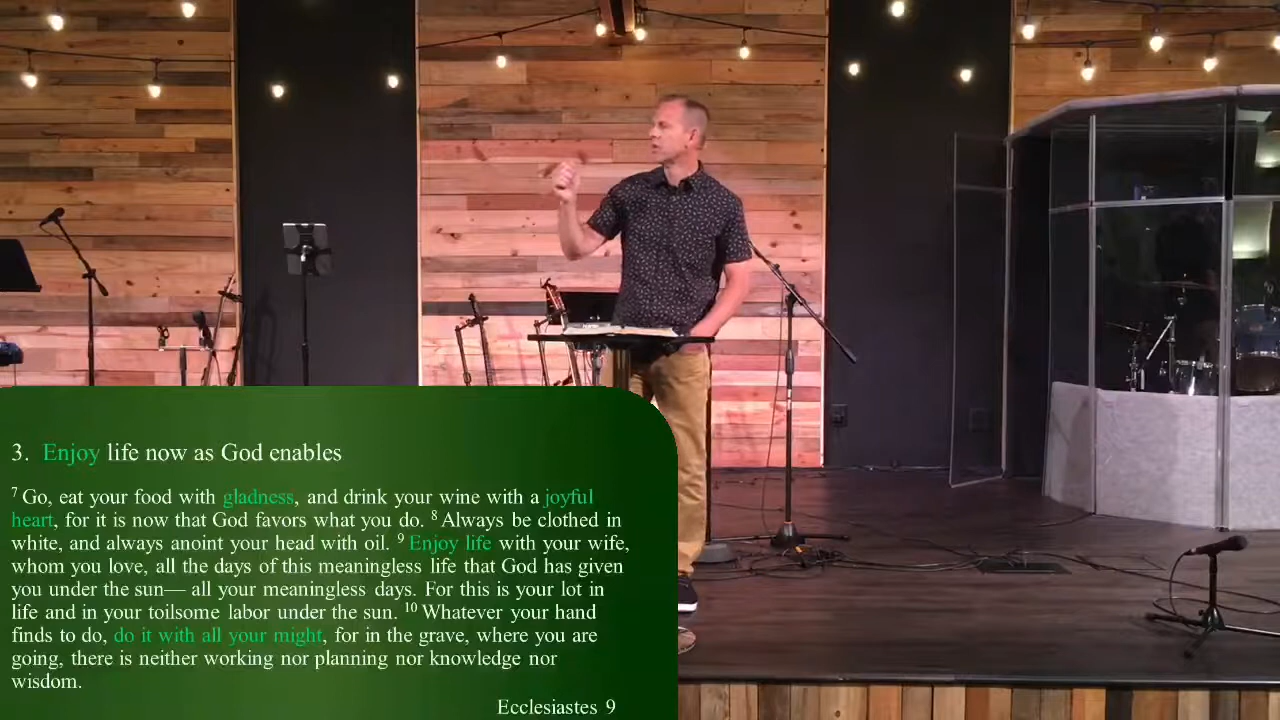 3. Enjoy life now as God enables
7 Go, eat your food with gladness, and drink your wine with a joyful
heart, for it is now that God favors what you do. 8 Always be clothed in
white, and always anoint your head with oil. 9 Enjoy life with your wife,
whom you love, all the days of this meaningless life that God has given
you under the sun— all your meaningless days. For this is your lot in
life and in your toilsome labor under the sun. 10 Whatever your hand
finds to do, do it with all your might, for in the grave, where you are
going, there is neither working nor planning nor knowledge nor
wisdom.
Ecclesiastes 9